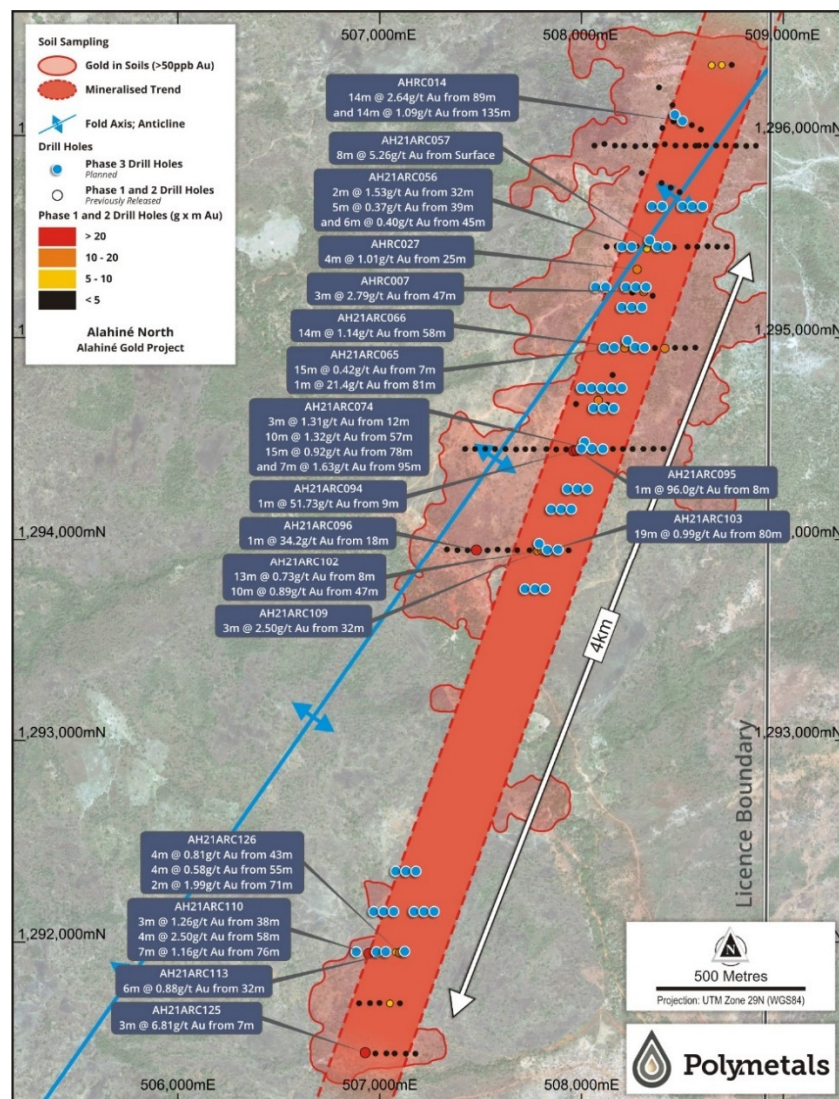 507,000mE
508,000mE
509,000mE
Soil Sampling
Gold in Soils (>50ppb Au)
Mineralised Trend
Fold Axis; Anticline
Drill Holes
Phase 3 Drill Holes
Planned
Phase 1 and 2 Drill Holes
Previously Released
Phase 1 and 2 Drill Holes (g x m Au)
> 20
10 - 20
5 - 10
< 5
Alahiné North
Alahiné Gold Project
AHRC014
14m @ 2.64g/t Au from 89m
and 14m @ 1.09g/t Au from 135m
1,296,000mN
AH21ARC057
8m @ 5.26g/t Au from Surface
AH21ARC056
2m @ 1.53g/t Au from 32m
5m @ 0.37g/t Au from 39m
and 6m @ 0.40g/t Au from 45m
AHRC027
4m @ 1.01g/t Au from 25m
AHRC007
3m @ 2.79g/t Au from 47m
AH21ARC066
14m @ 1.14g/t Au from 58m
1,295,000mN
AH21ARC065
15m @ 0.42g/t Au from 7m
1m @ 21.4g/t Au from 81m
AH21ARC074
3m @ 1.31g/t Au from 12m
10m @ 1.32g/t Au from 57m
15m @ 0.92g/t Au from 78m
and 7m @ 1.63g/t Au from 95m
AH21ARC095
1m @ 96.0g/t Au from 8m
AH21ARC094
1m @ 51.73g/t Au from 9m
AH21ARC103
19m @ 0.99g/t Au from 80m
AH21ARC096
1m @ 34.2g/t Au from 18m
1,294,000mN
,000mN
AH21ARC102
13m @ 0.73g/t Au from 8m
10m @ 0.89g/t Au from 47m
AH21ARC109
3m @ 2.50g/t Au from 32m
4km
1,293,000mN
1,293,000mN
Licence Boundary
AH21ARC126
4m @ 0.81g/t Au from 43m
4m @ 0.58g/t Au from 55m
2m @ 1.99g/t Au from 71m
AH21ARC110
3m @ 1.26g/t Au from 38m
4m @ 2.50g/t Au from 58m
7m @ 1.16g/t Au from 76m
1,292,000mN
AH21ARC113
6m @ 0.88g/t Au from 32m
AH21ARC125
3m @ 6.81g/t Au from 7m
N
500 Metres
Projection: UTM Zone 29N (WGS84)
Polymetals
506,000mE
507,000mE
508,000mE